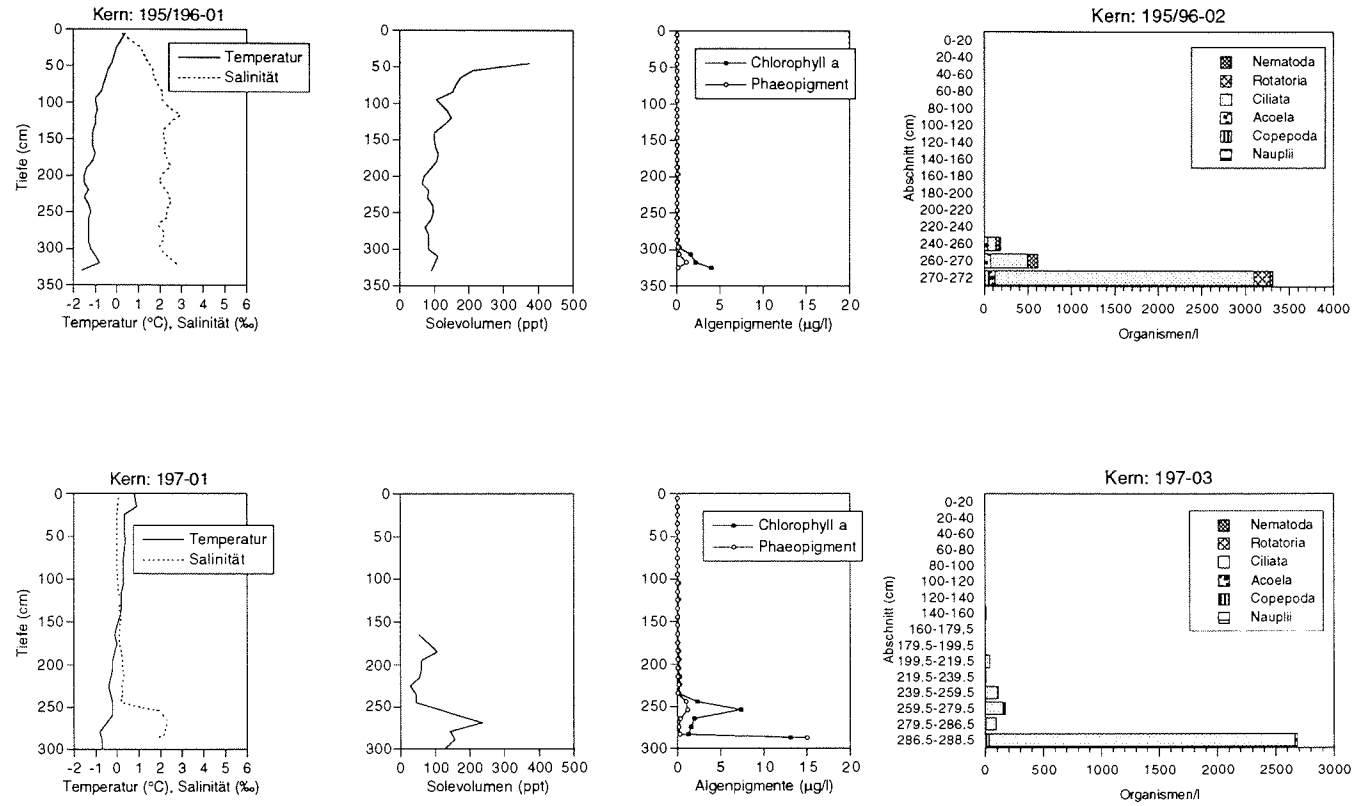 Kern: 195/196-01
0
50
100
150
200
250
300
350
Tiefe (cm)
Temperatur
Salinität
-2 -1 0 1 2 3 4 5 6
Temperatur (°C), Salinität (‰)
0
50
100
150
200
250
300
350
0 100 200 300 400 500
Solevolumen (ppt)
0
50
100
150
200
250
300
350
Chlorophyll a
Phaeopigment
0 5 10 15 20
Algenpigmente (µg/l)
Kern: 195/96-02
Abschnitt (cm)
0-20
20-40
40-60
60-80
80-100
100-120
120-140
140-160
160-180
180-200
200-220
220-240
240-260
260-270
270-272
Nematoda
Rotatoria
Ciliata
Acoela
Copepoda
Nauplii
0 500 1000 1500 2000 2500 3000 3500 4000
Organismen/l
Kern: 197-01
0
50
100
150
200
250
300
Tiefe (cm)
Temperatur
Salinität
-2 -1 0 1 2 3 4 5 6
Temperatur (°C), Salinität (‰)
0
50
100
150
200
250
300
0 100 200 300 400 500
Solevolumen (ppt)
0
50
100
150
200
250
300
Chlorophyll a
Phaeopigment
0 5 10 15 20
Algenpigmente (µg/l)
Kern: 197-03
Abschnitt (cm)
0-20
20-40
40-60
60-80
80-100
100-120
120-140
140-160
160-179.5
179.5-199.5
199.5-219.5
219.5-239.5
239.5-259.5
259.5-279.5
279.5-286.5
286.5-288.5
Nematoda
Rotatoria
Ciliata
Acoela
Copepoda
Nauplii
0 500 1000 1500 2000 2500 3000
Organismen/l